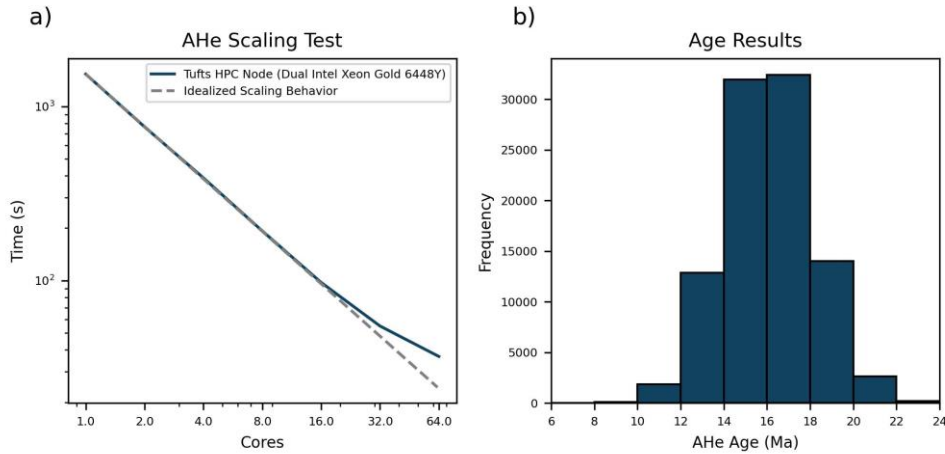 a)
AHe Scaling Test
Tufts HPC Node (Dual Intel Xeon Gold 6448Y)
Idealized Scaling Behavior
10³
10²
Time (s)
1.0 2.0 4.0 8.0 16.0 32.0 64.0
Cores
b)
Age Results
30000
25000
20000
15000
10000
5000
0
Frequency
6 8 10 12 14 16 18 20 22 24
AHe Age (Ma)